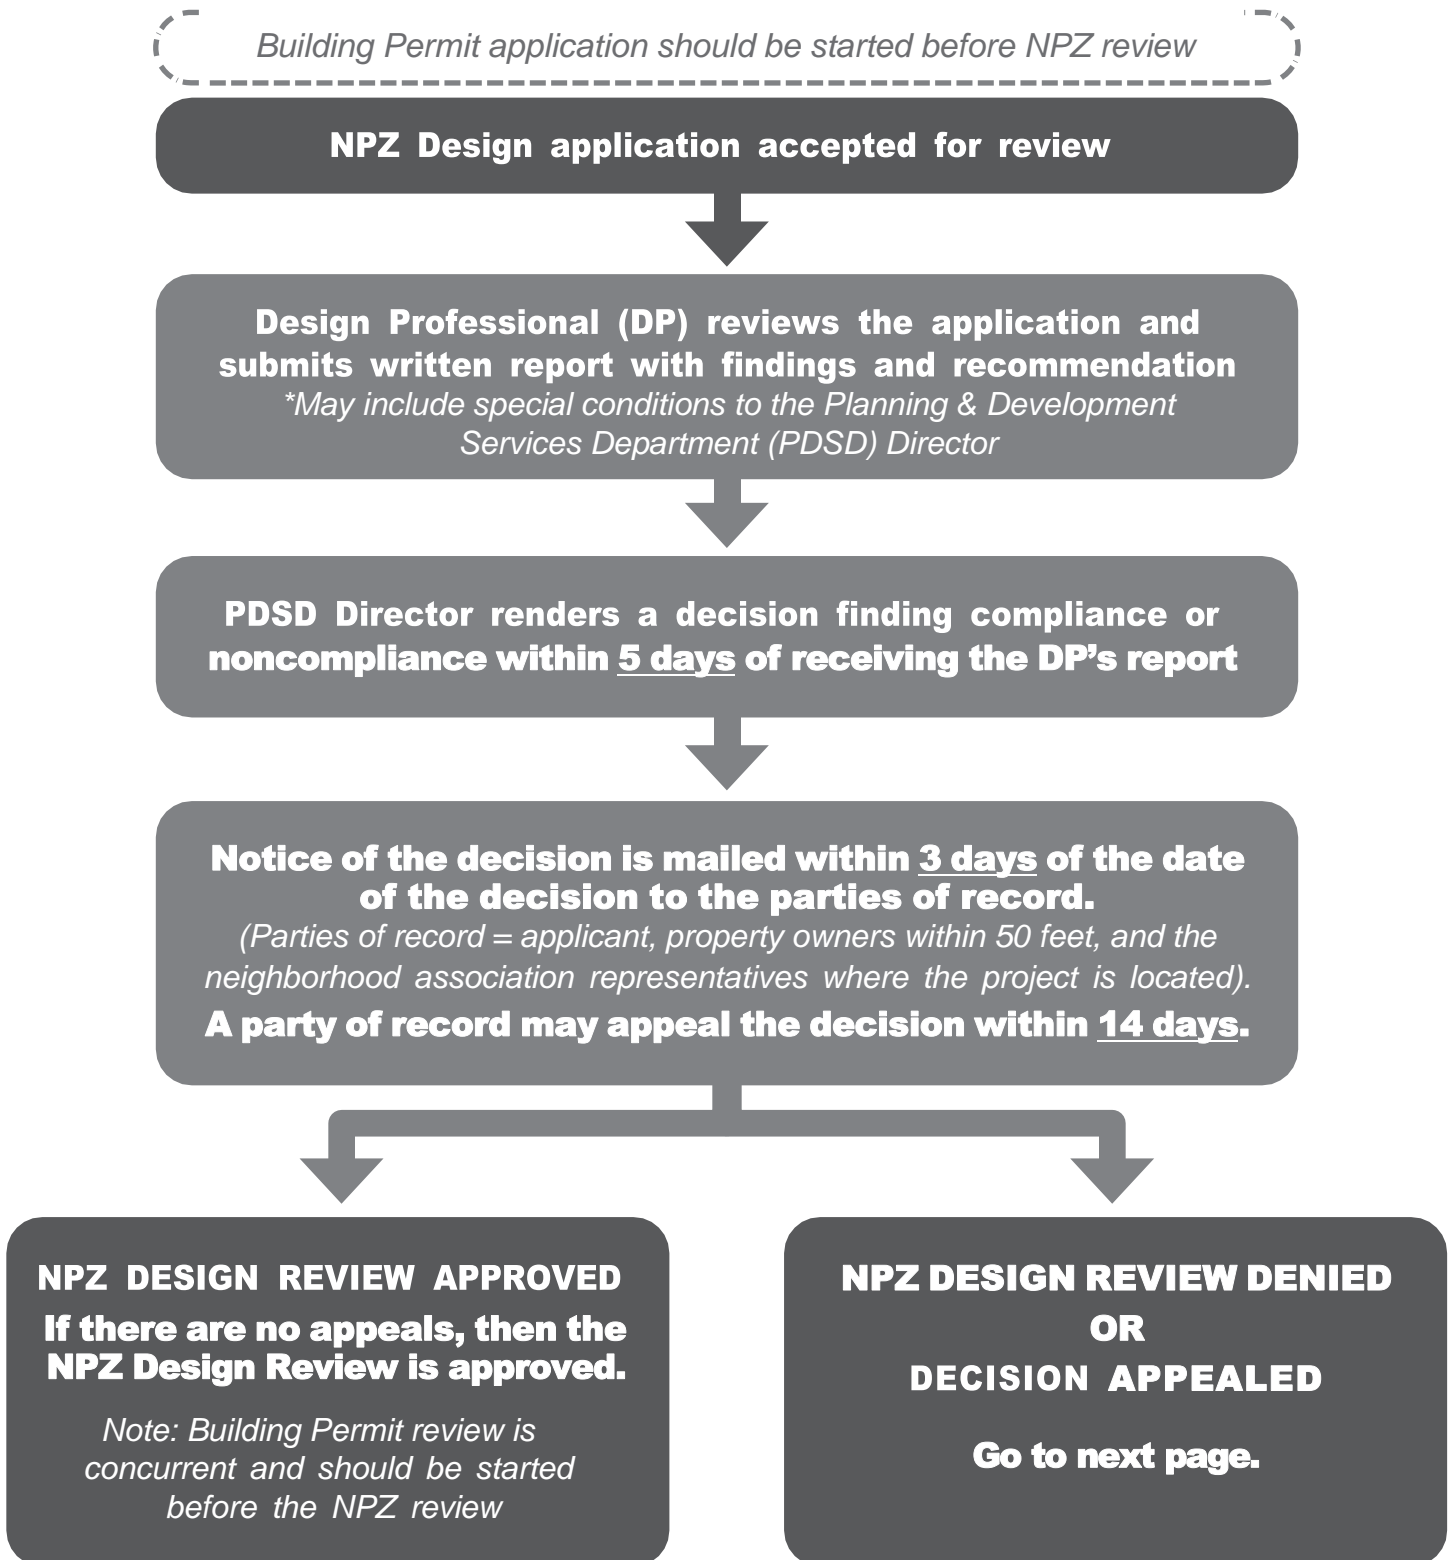 Building Permit application should be started before NPZ review
NPZ Design application accepted for review
Design Professional (DP) reviews the application and
submits written report with findings and recommendation
*May include special conditions to the Planning & Development
Services Department (PDSD) Director
PDSD Director renders a decision finding compliance or
noncompliance within 5 days of receiving the DP’s report
Notice of the decision is mailed within 3 days of the date
of the decision to the parties of record.
(Parties of record = applicant, property owners within 50 feet, and the
neighborhood association representatives where the project is located).
A party of record may appeal the decision within 14 days.
NPZ DESIGN REVIEW APPROVED
If there are no appeals, then the
NPZ Design Review is approved.
Note: Building Permit review is
concurrent and should be started
before the NPZ review
NPZ DESIGN REVIEW DENIED
OR
DECISION APPEALED
Go to next page.